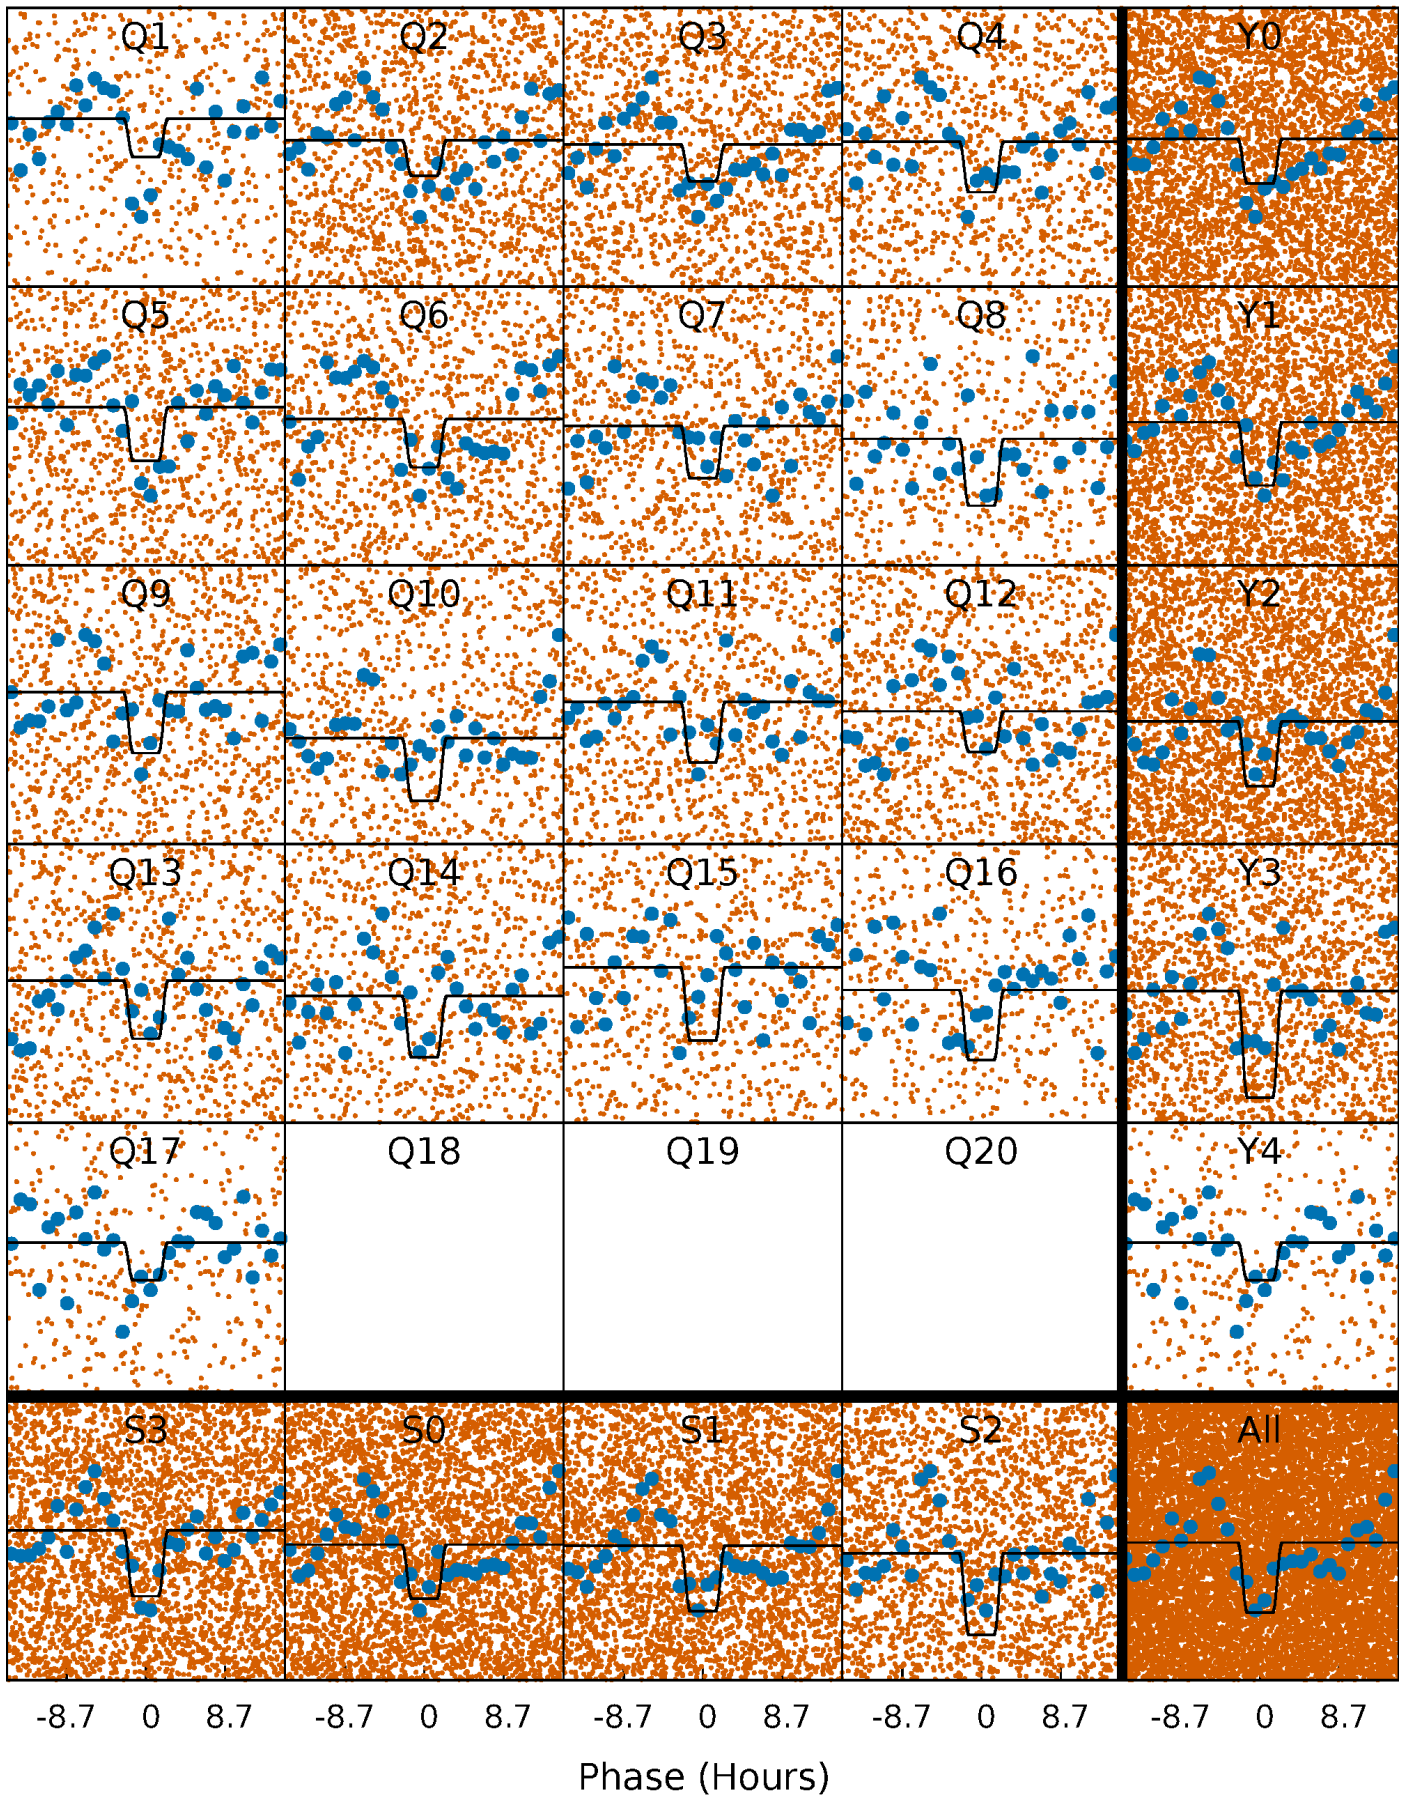 Q1 Q2 Q3 Q4 Y0
Q5 Q6 Q7 Q8 Y1
Q9 Q10 Q11 Q12 Y2
Q13 Q14 Q15 Q16 Y3
Q17 Q18 Q19 Q20 Y4
S3 S0 S1 S2 All
-8.7 0 8.7 -8.7 0 8.7 -8.7 0 8.7 -8.7 0 8.7 -8.7 0 8.7
Phase (Hours)